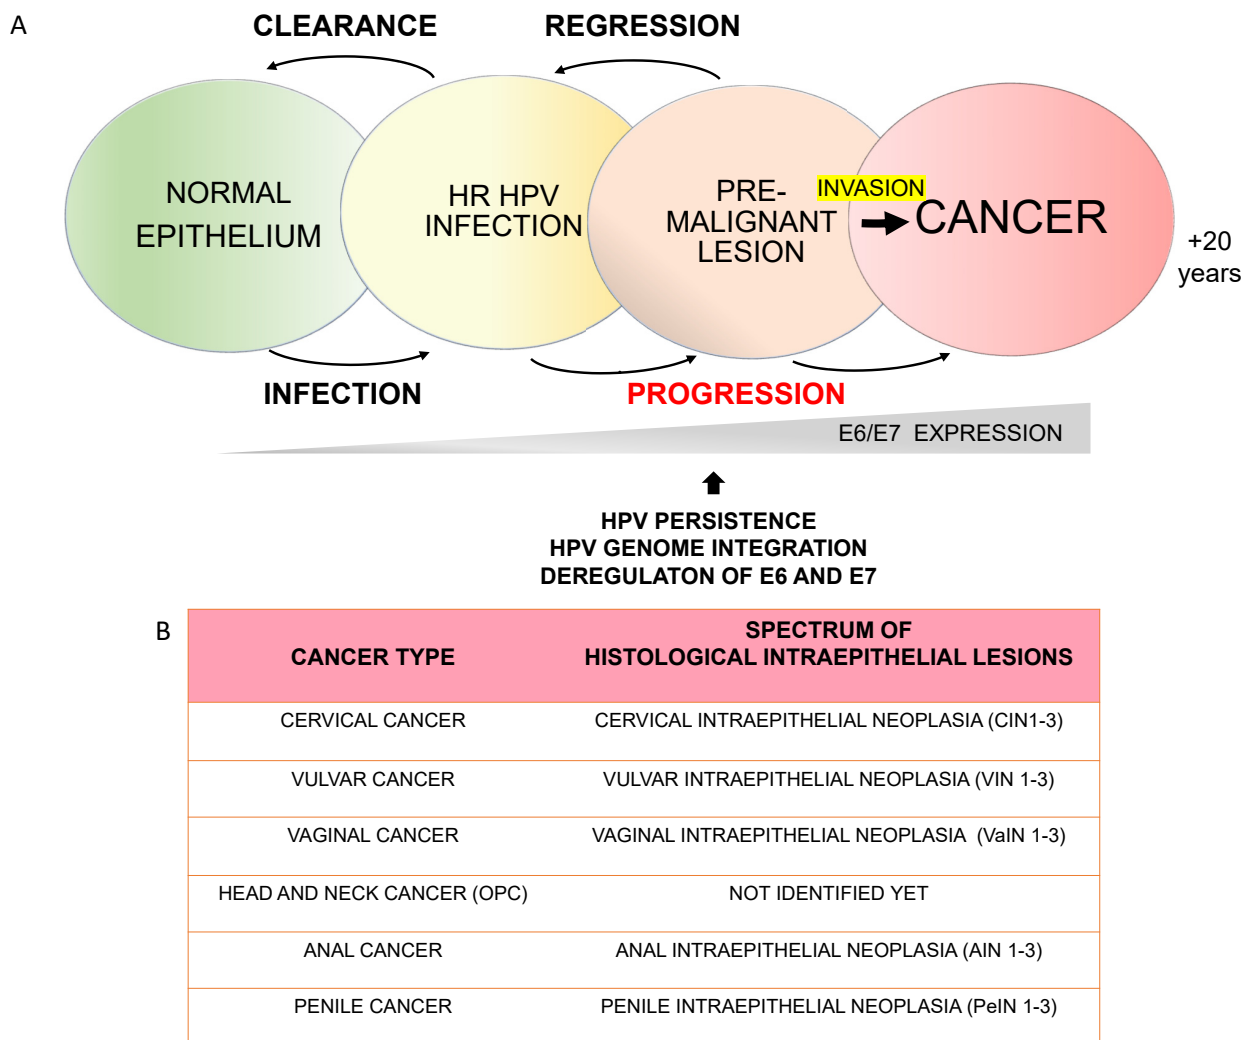 A
CLEARANCE
REGRESSION
NORMAL
EPITHELIUM
HR HPV
INFECTION
PRE-
MALIGNANT
LESION
INVASION
CANCER
+20
years
INFECTION
PROGRESSION
E6/E7 EXPRESSION
HPV PERSISTENCE
HPV GENOME INTEGRATION
DEREGULATON OF E6 AND E7
B
CANCER TYPE
SPECTRUM OF
HISTOLOGICAL INTRAEPITHELIAL LESIONS
CERVICAL CANCER
CERVICAL INTRAEPITHELIAL NEOPLASIA (CIN1-3)
VULVAR CANCER
VULVAR INTRAEPITHELIAL NEOPLASIA (VIN 1-3)
VAGINAL CANCER
VAGINAL INTRAEPITHELIAL NEOPLASIA (VaIN 1-3)
HEAD AND NECK CANCER (OPC)
NOT IDENTIFIED YET
ANAL CANCER
ANAL INTRAEPITHELIAL NEOPLASIA (AIN 1-3)
PENILE CANCER
PENILE INTRAEPITHELIAL NEOPLASIA (PeIN 1-3)